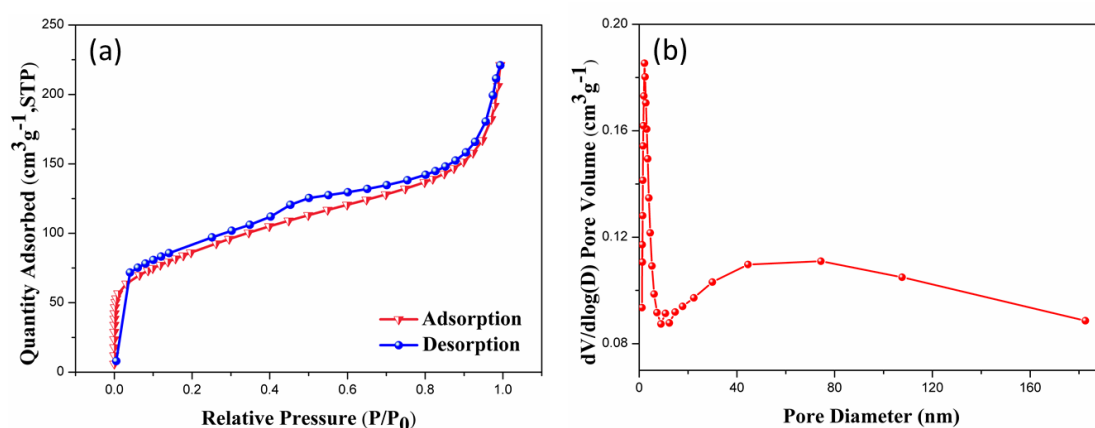 (a)
Quantity Adsorbed (cm³g⁻¹,STP)
250
200
150
100
50
0
0.0 0.2 0.4 0.6 0.8 1.0
Adsorption
Desorption
Relative Pressure (P/P₀)
(b)
dV/dlog(D) Pore Volume (cm³g⁻¹)
0.20
0.16
0.12
0.08
0 40 80 120 160
Pore Diameter (nm)